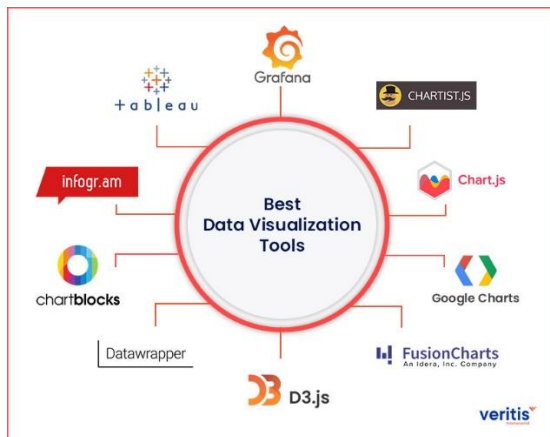 Grafana
+ a b l e a u
CHARTIST.JS
infogr.am
Chart.js
Best
Data Visualization
Tools
chartblocks
Google Charts
Datawrapper
FusionCharts
An Idera, Inc. Company
D3.js
veritis